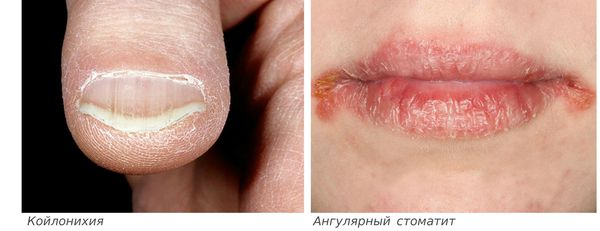 Койлонихия
Ангулярный стоматит